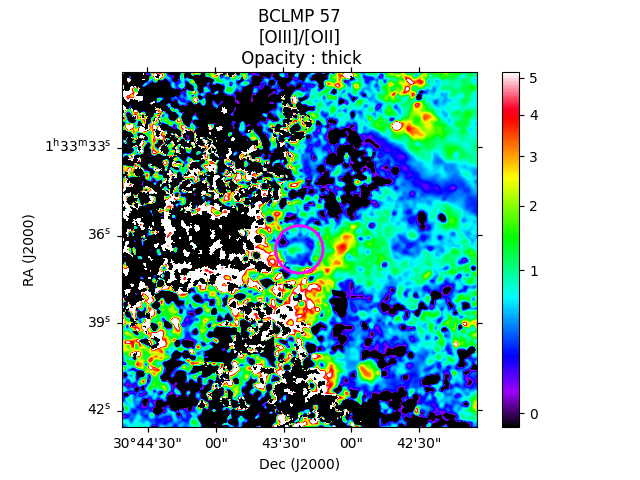 BCLMP 57
[OIII]/[OII]
Opacity : thick
1ʰ33ᵐ33ˢ
36ˢ
39ˢ
42ˢ
RA (J2000)
30°44'30" 00" 43'30" 00" 42'30"
Dec (J2000)
5
4
3
2
1
0